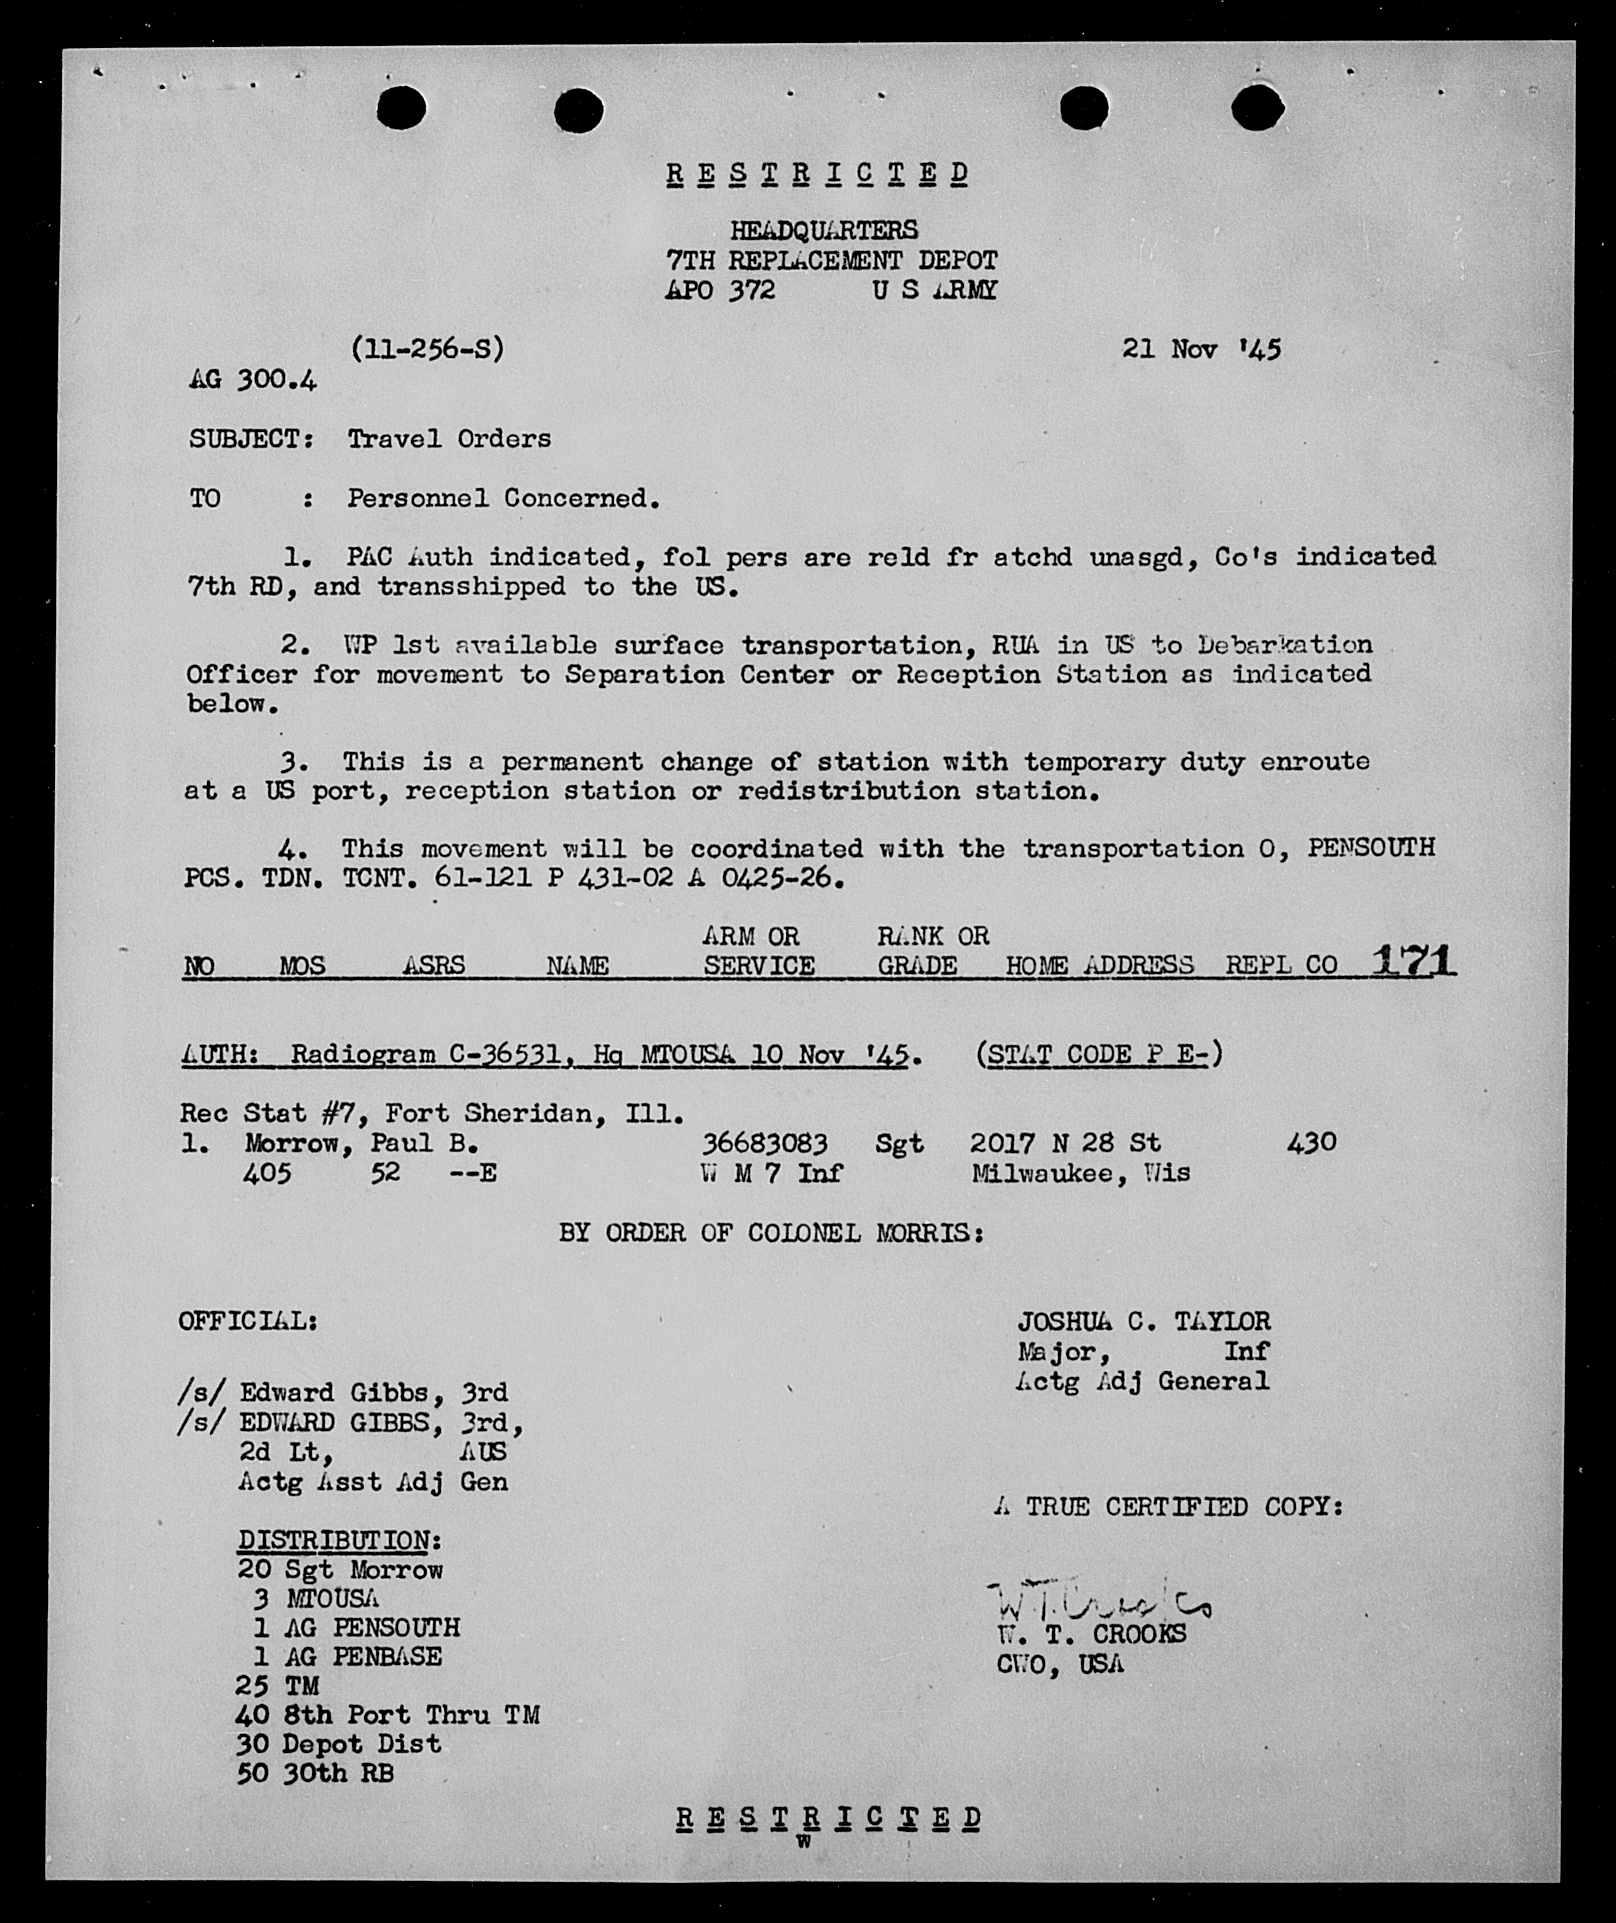 R E S T R I C T E D
HEADQUARTERS
7TH REPLACEMENT DEPOT
APO 372 U S ARMY
(11-256-S) 21 Nov '45
AG 300.4
SUBJECT: Travel Orders
TO : Personnel Concerned.
1. PAC Auth indicated, fol pers are reld fr atchd unasgd, Co's indicated
7th RD, and transshipped to the US.
2. WP 1st available surface transportation, RUA in US to Debarkation
Officer for movement to Separation Center or Reception Station as indicated
below.
3. This is a permanent change of station with temporary duty enroute
at a US port, reception station or redistribution station.
4. This movement will be coordinated with the transportation O, PENSOUTH
PCS. TDN. TCNT. 61-121 P 431-02 A 0425-26.
ARM OR RANK OR
NO MOS ASRS NAME SERVICE GRADE HOME ADDRESS REPL CO 171
AUTH: Radiogram C-36531, Hq MTOUSA 10 Nov '45. (STAT CODE P E-)
Rec Stat #7, Fort Sheridan, Ill.
1. Morrow, Paul B. 36683083 Sgt 2017 N 28 St 430
405 52 --E W M 7 Inf Milwaukee, Wis
BY ORDER OF COLONEL MORRIS:
OFFICIAL: JOSHUA C. TAYLOR
Major, Inf
Actg Adj General
/s/ Edward Gibbs, 3rd
/s/ EDWARD GIBBS, 3rd,
2d Lt, AUS
Actg Asst Adj Gen
A TRUE CERTIFIED COPY:
DISTRIBUTION:
20 Sgt Morrow
3 MTOUSA
1 AG PENSOUTH
1 AG PENBASE
25 TM
40 8th Port Thru TM
30 Depot Dist
50 30th RB
W.T. Crooks
W. T. CROOKS
CWO, USA
R E S T R I C T E D
W